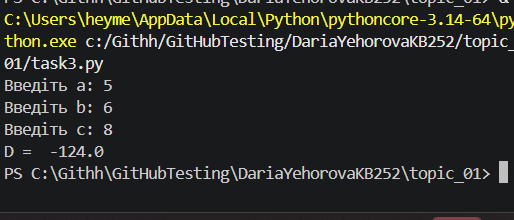 PS C:\Githh\GitHubTesting\DariaYehorovaKB252\topic_01> &
C:\Users\heyme\AppData\Local\Python\pythoncore-3.14-64\py
thon.exe c:/Githh/GitHubTesting/DariaYehorovaKB252/topic_
01/task3.py
Введіть a: 5
Введіть b: 6
Введіть c: 8
D =  -124.0
PS C:\Githh\GitHubTesting\DariaYehorovaKB252\topic_01>